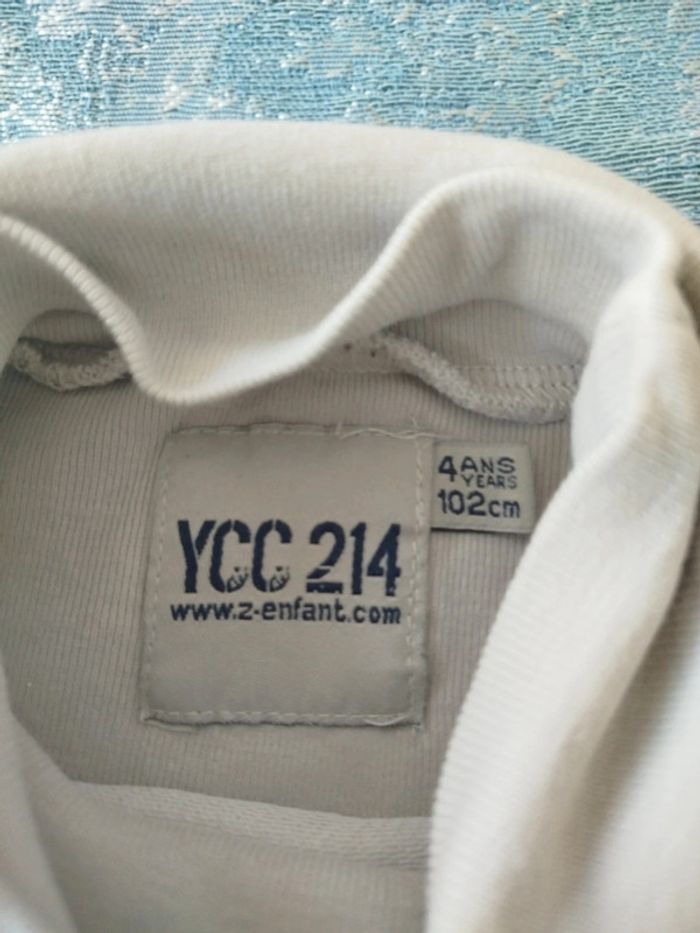 YCC 214
www.z-enfant.com
4 ANS
YEARS
102cm